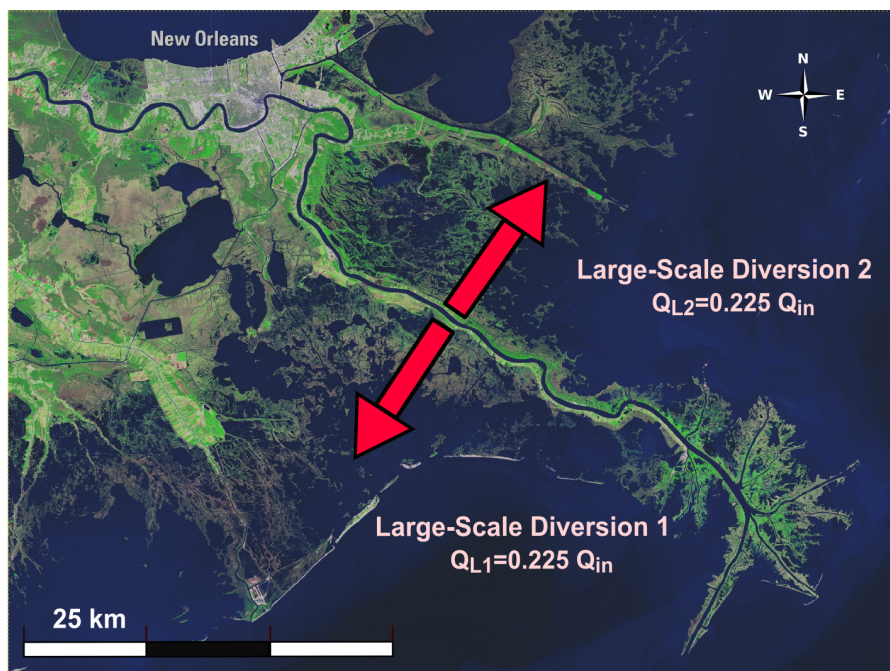 New Orleans
N
W E
S
Large-Scale Diversion 2
QL2=0.225 Qin
Large-Scale Diversion 1
QL1=0.225 Qin
25 km